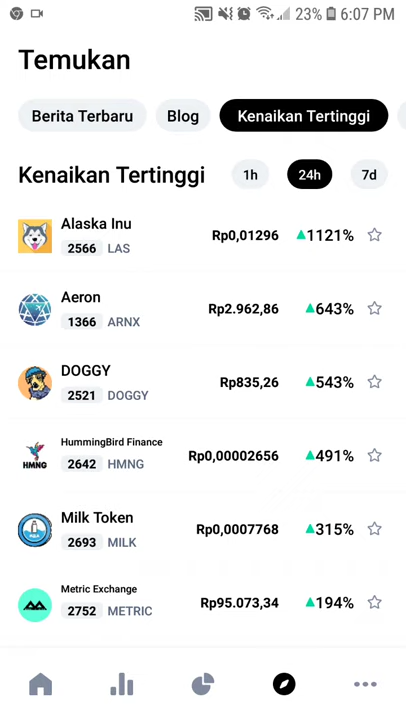 23% 6:07 PM
Temukan
Berita Terbaru Blog Kenaikan Tertinggi
Kenaikan Tertinggi 1h 24h 7d
Alaska Inu
2566 LAS Rp0,01296 ▲1121%
Aeron
1366 ARNX Rp2.962,86 ▲643%
DOGGY
2521 DOGGY Rp835,26 ▲543%
HummingBird Finance
HMNG 2642 HMNG Rp0,00002656 ▲491%
Milk Token
2693 MILK Rp0,0007768 ▲315%
Metric Exchange
2752 METRIC Rp95.073,34 ▲194%